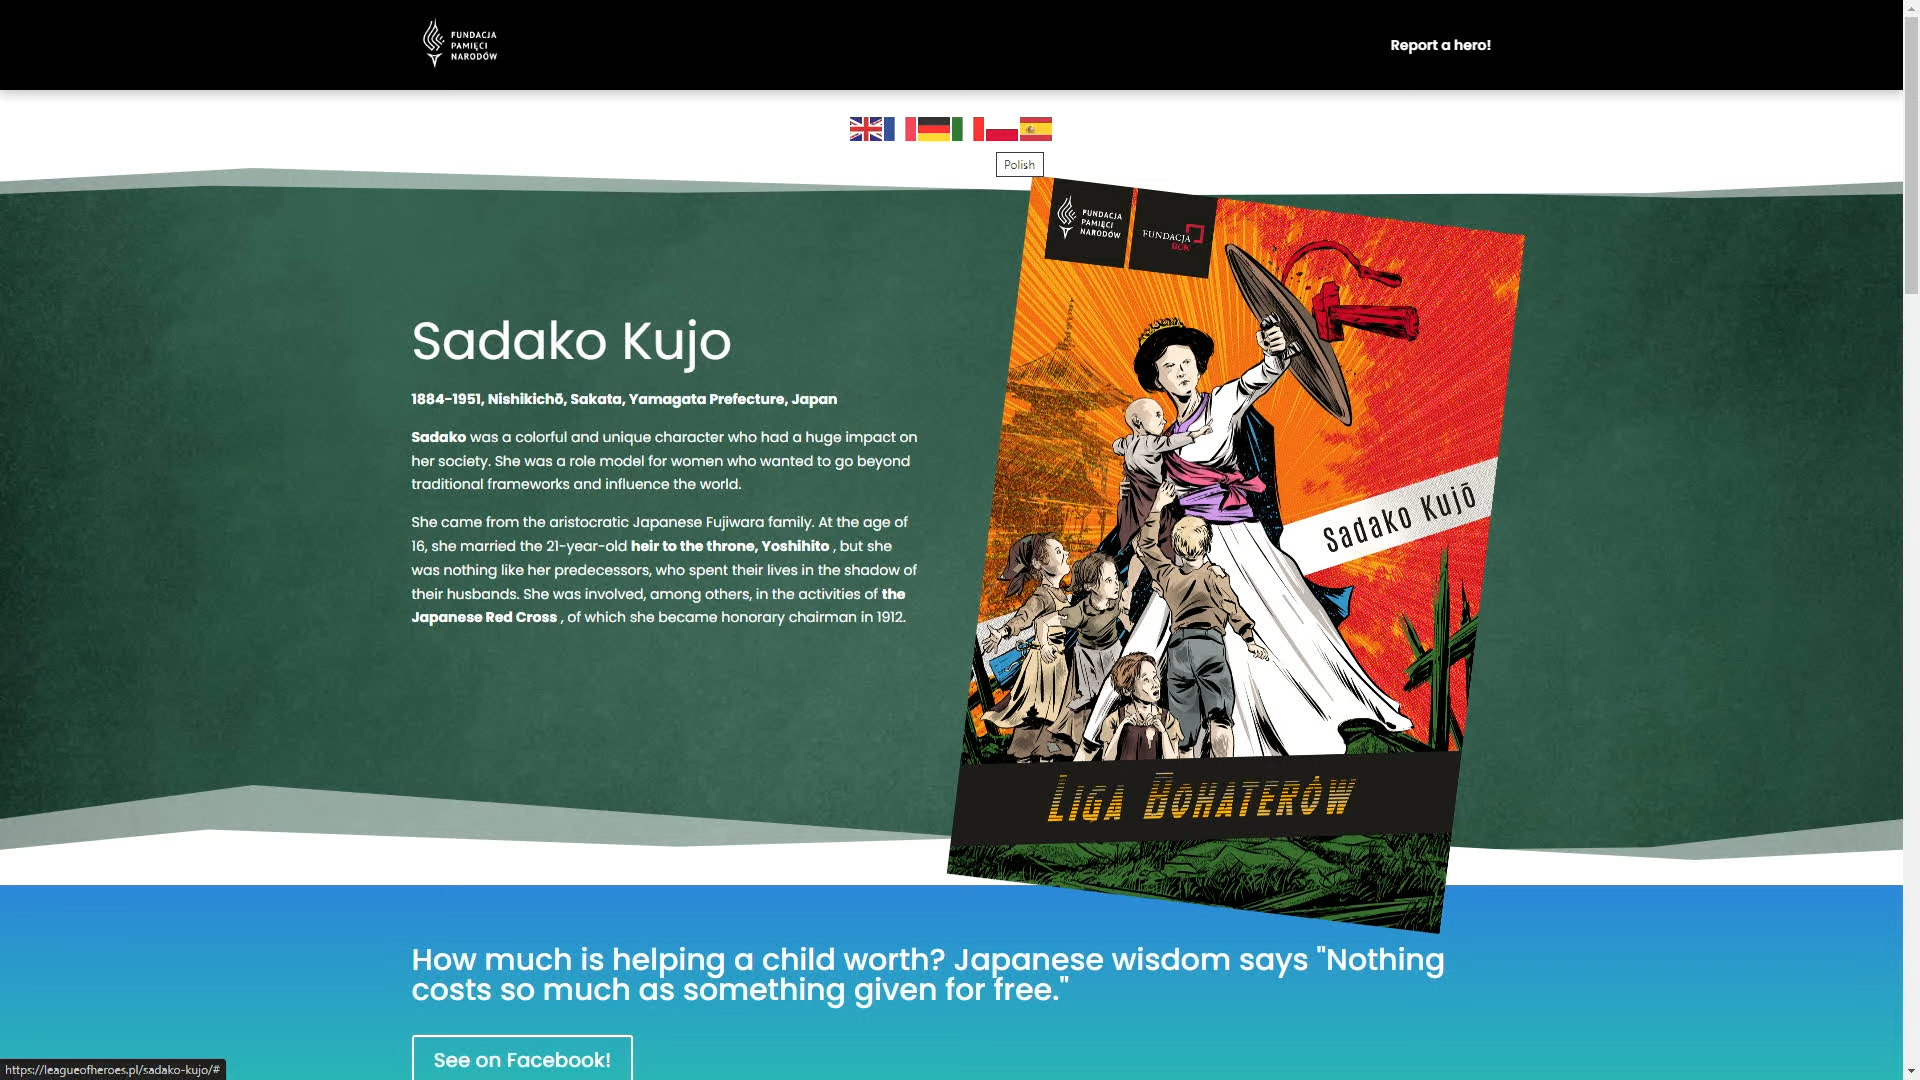 FUNDACJA
PAMIĘCI
NARODÓW
Report a hero!
Polish
FUNDACJA
PAMIĘCI
NARODÓW
FUNDACJA
BGK
Sadako Kujo
1884-1951, Nishikichō, Sakata, Yamagata Prefecture, Japan
Sadako was a colorful and unique character who had a huge impact on
her society. She was a role model for women who wanted to go beyond
traditional frameworks and influence the world.
She came from the aristocratic Japanese Fujiwara family. At the age of
16, she married the 21-year-old heir to the throne, Yoshihito , but she
was nothing like her predecessors, who spent their lives in the shadow of
their husbands. She was involved, among others, in the activities of the
Japanese Red Cross , of which she became honorary chairman in 1912.
Sadako Kujō
Liga Bohaterów
How much is helping a child worth? Japanese wisdom says "Nothing
costs so much as something given for free."
See on Facebook!
https://leagueofheroes.pl/sadako-kujo/#